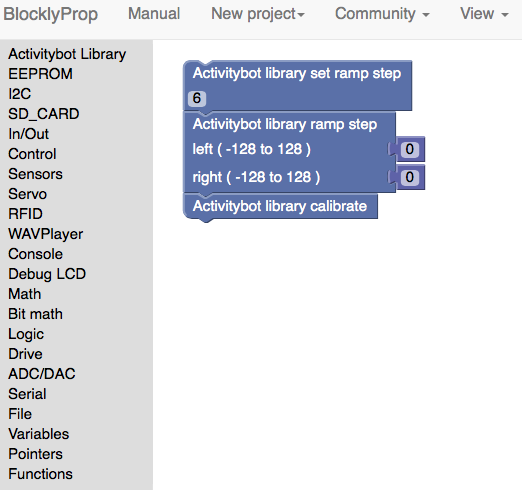 BlocklyProp Manual New project Community View
Activitybot Library
EEPROM
I2C
SD_CARD
In/Out
Control
Sensors
Servo
RFID
WAVPlayer
Console
Debug LCD
Math
Bit math
Logic
Drive
ADC/DAC
Serial
File
Variables
Pointers
Functions
Activitybot library set ramp step
6
Activitybot library ramp step
left ( -128 to 128 ) 0
right ( -128 to 128 ) 0
Activitybot library calibrate